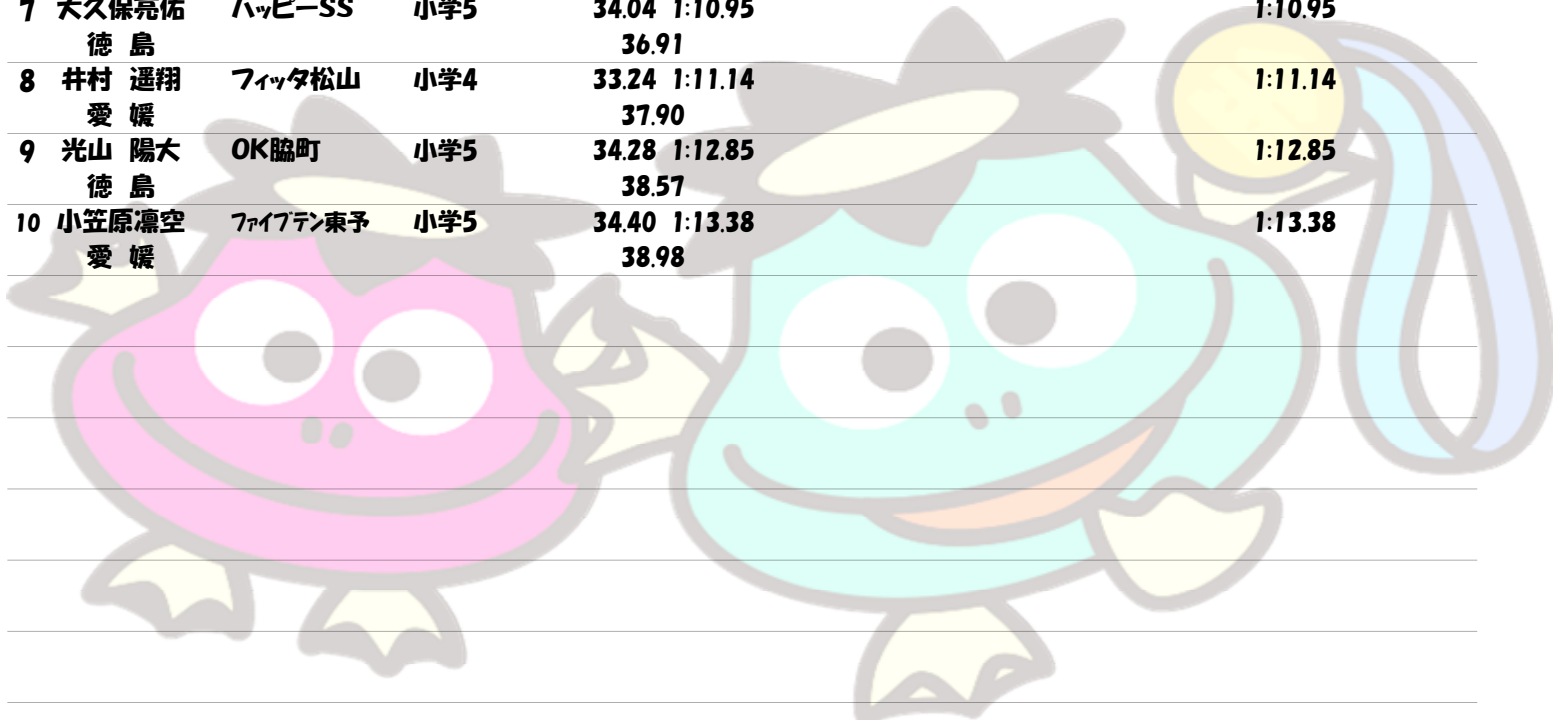 7 大久保亮佑 ハッピーSS 小学5 34.04 1:10.95 1:10.95
徳 島 36.91
8 井村 遥翔 フィッタ松山 小学4 33.24 1:11.14 1:11.14
愛 媛 37.90
9 光山 陽大 OK脇町 小学5 34.28 1:12.85 1:12.85
徳 島 38.57
10 小笠原凛空 ファイブテン東予 小学5 34.40 1:13.38 1:13.38
愛 媛 38.98